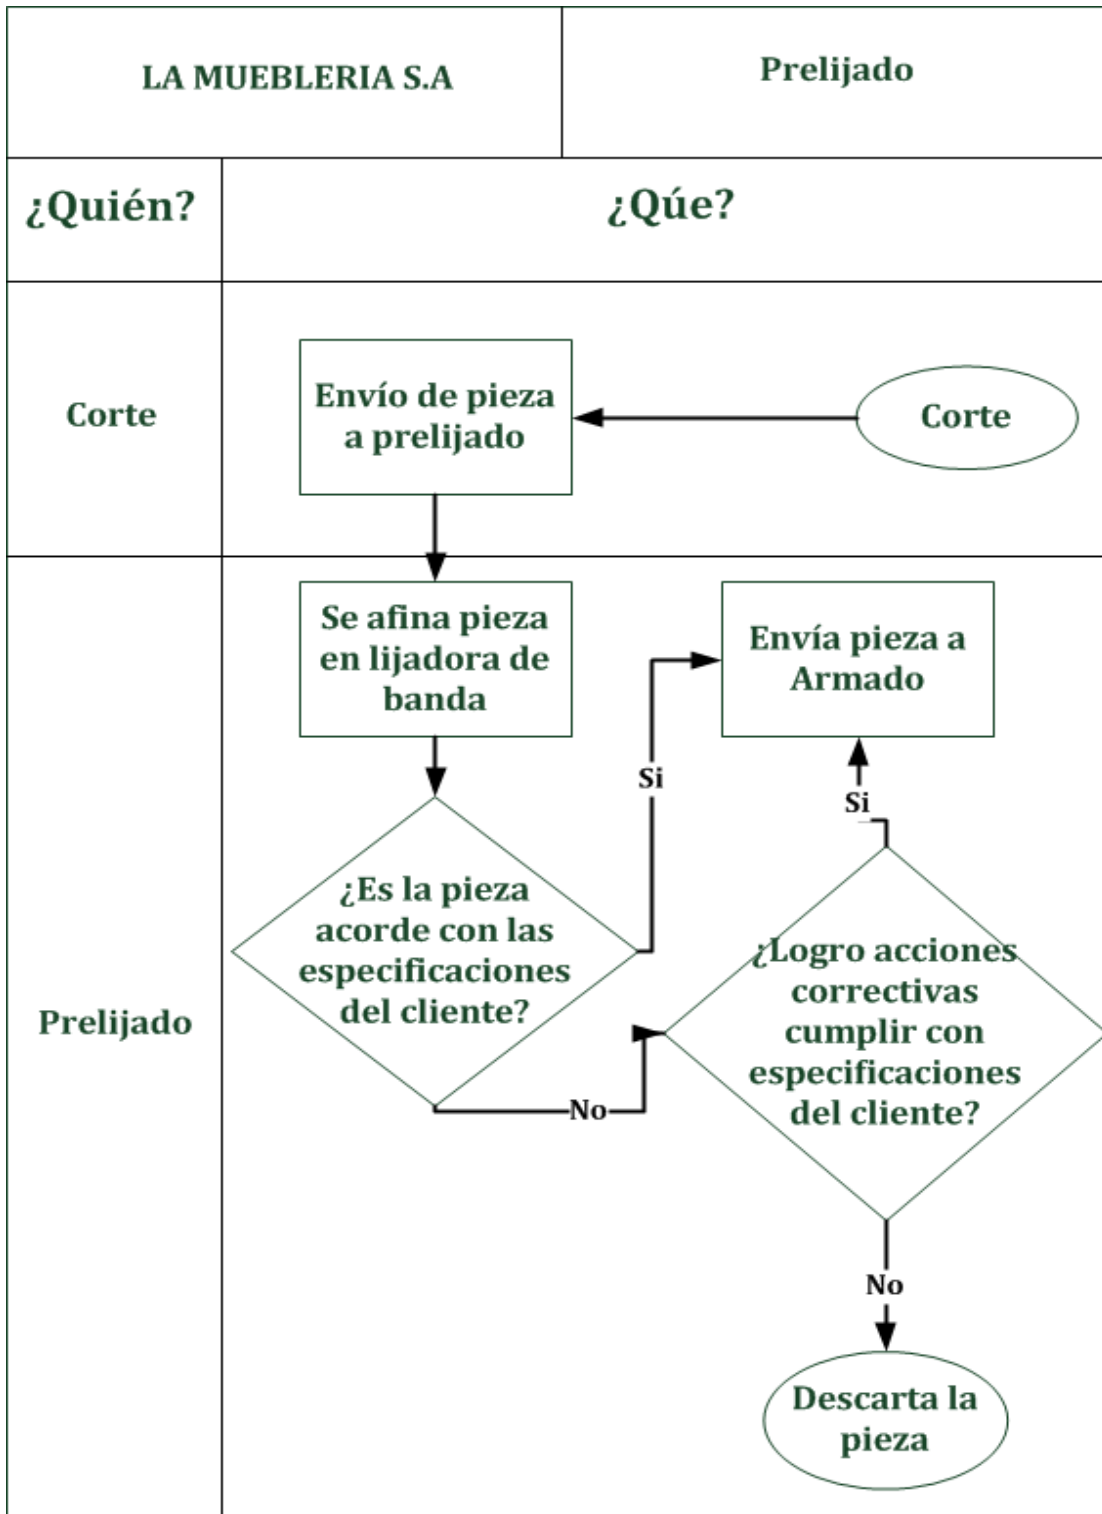 LA MUEBLERIA S.A
Prelijado
¿Quién?
¿Qúe?
Corte
Envío de pieza
a prelijado
Corte
Prelijado
Se afina pieza
en lijadora de
banda
Envía pieza a
Armado
Si
Si
¿Es la pieza
acorde con las
especificaciones
del cliente?
¿Logro acciones
correctivas
cumplir con
especificaciones
del cliente?
No
No
Descarta la
pieza